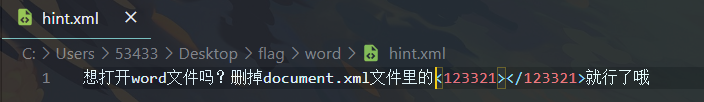 hint.xml
C: > Users > 53433 > Desktop > flag > word > hint.xml
1 想打开word文件吗？删掉document.xml文件里的<123321></123321>就行了哦